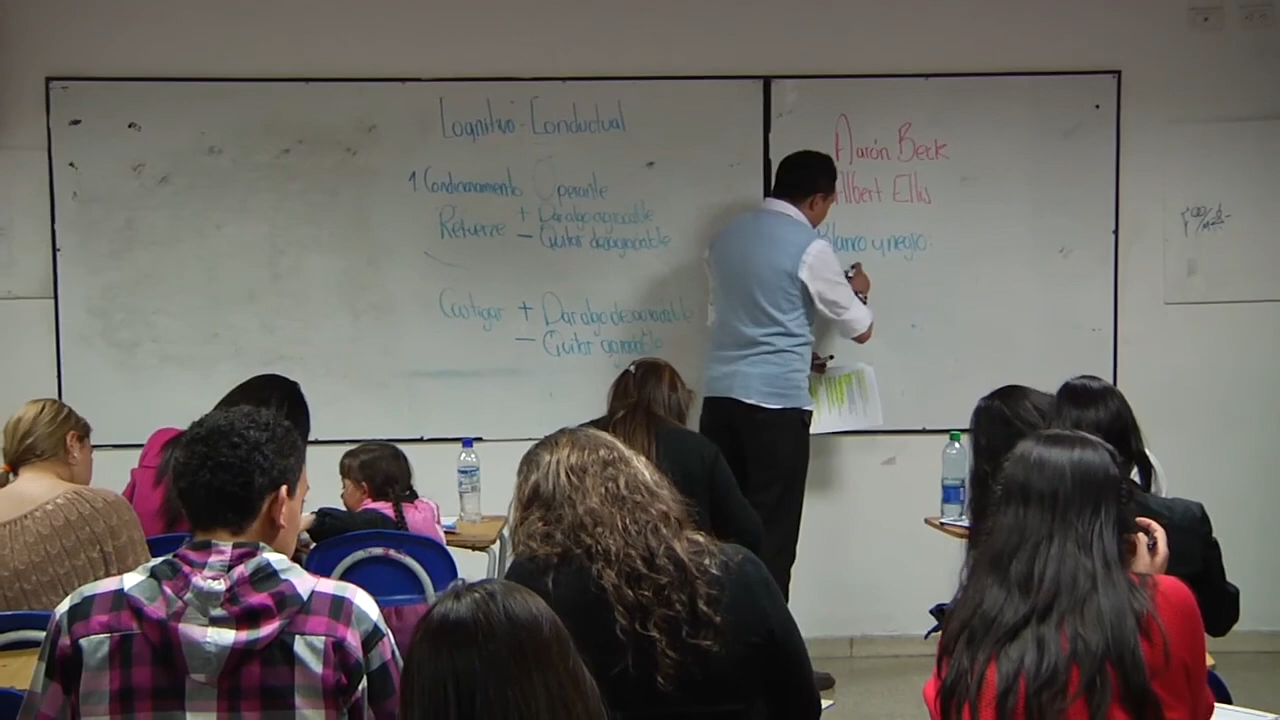 Cognitivo-Conductual
1 Condicionamento Operante
Refuerzo + Dar algo agradable
- Quitar desagradable
Castigar + Dar algo desagradable
- Quitar agradable
Aarón Beck
Albert Ellis
Blanco y negro: